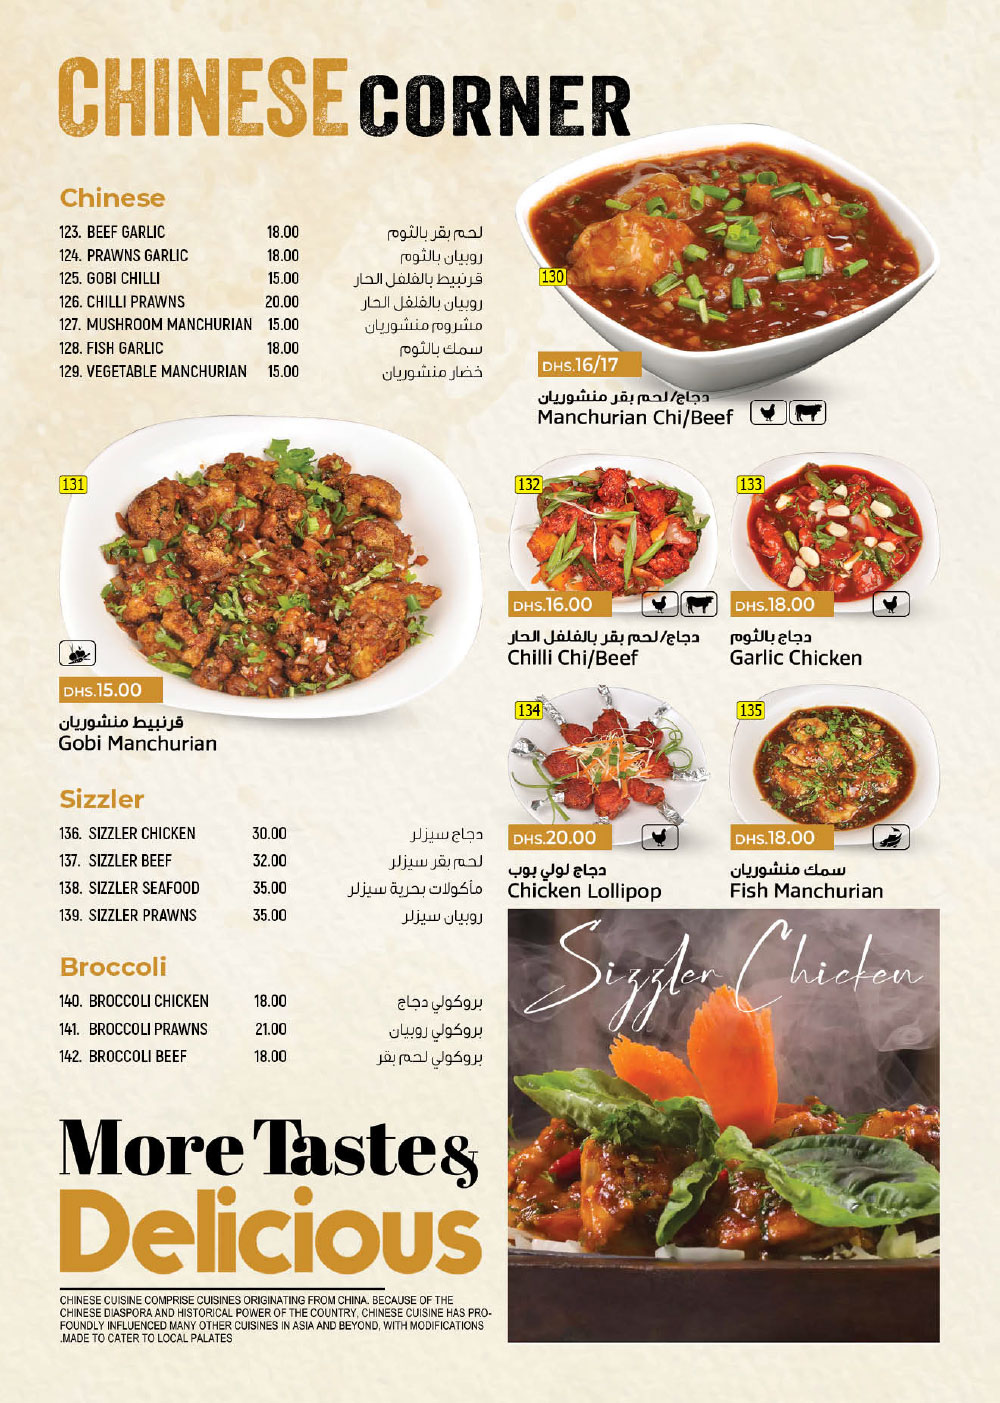 CHINESE CORNER
Chinese
123. BEEF GARLIC 18.00 لحم بقر بالثوم
124. PRAWNS GARLIC 18.00 روبيان بالثوم
125. GOBI CHILLI 15.00 قرنبيط بالفلفل الحار
126. CHILLI PRAWNS 20.00 روبيان بالفلفل الحار
127. MUSHROOM MANCHURIAN 15.00 مشروم منشوريان
128. FISH GARLIC 18.00 سمك بالثوم
129. VEGETABLE MANCHURIAN 15.00 خضار منشوريان
130
DHS.16/17
دجاج/لحم بقر منشوريان
Manchurian Chi/Beef
131
DHS.15.00
قرنبيط منشوريان
Gobi Manchurian
132
DHS.16.00
دجاج/لحم بقر بالفلفل الحار
Chilli Chi/Beef
133
DHS.18.00
دجاج بالثوم
Garlic Chicken
134
DHS.20.00
دجاج لولي بوب
Chicken Lollipop
135
DHS.18.00
سمك منشوريان
Fish Manchurian
Sizzler
136. SIZZLER CHICKEN 30.00 دجاج سيزلر
137. SIZZLER BEEF 32.00 لحم بقر سيزلر
138. SIZZLER SEAFOOD 35.00 مأكولات بحرية سيزلر
139. SIZZLER PRAWNS 35.00 روبيان سيزلر
Broccoli
140. BROCCOLI CHICKEN 18.00 بروكولي دجاج
141. BROCCOLI PRAWNS 21.00 بروكولي روبيان
142. BROCCOLI BEEF 18.00 بروكولي لحم بقر
Sizzler Chicken
More Taste &
Delicious
CHINESE CUISINE COMPRISE CUISINES ORIGINATING FROM CHINA. BECAUSE OF THE
CHINESE DIASPORA AND HISTORICAL POWER OF THE COUNTRY, CHINESE CUISINE HAS PRO-
FOUNDLY INFLUENCED MANY OTHER CUISINES IN ASIA AND BEYOND, WITH MODIFICATIONS
.MADE TO CATER TO LOCAL PALATES